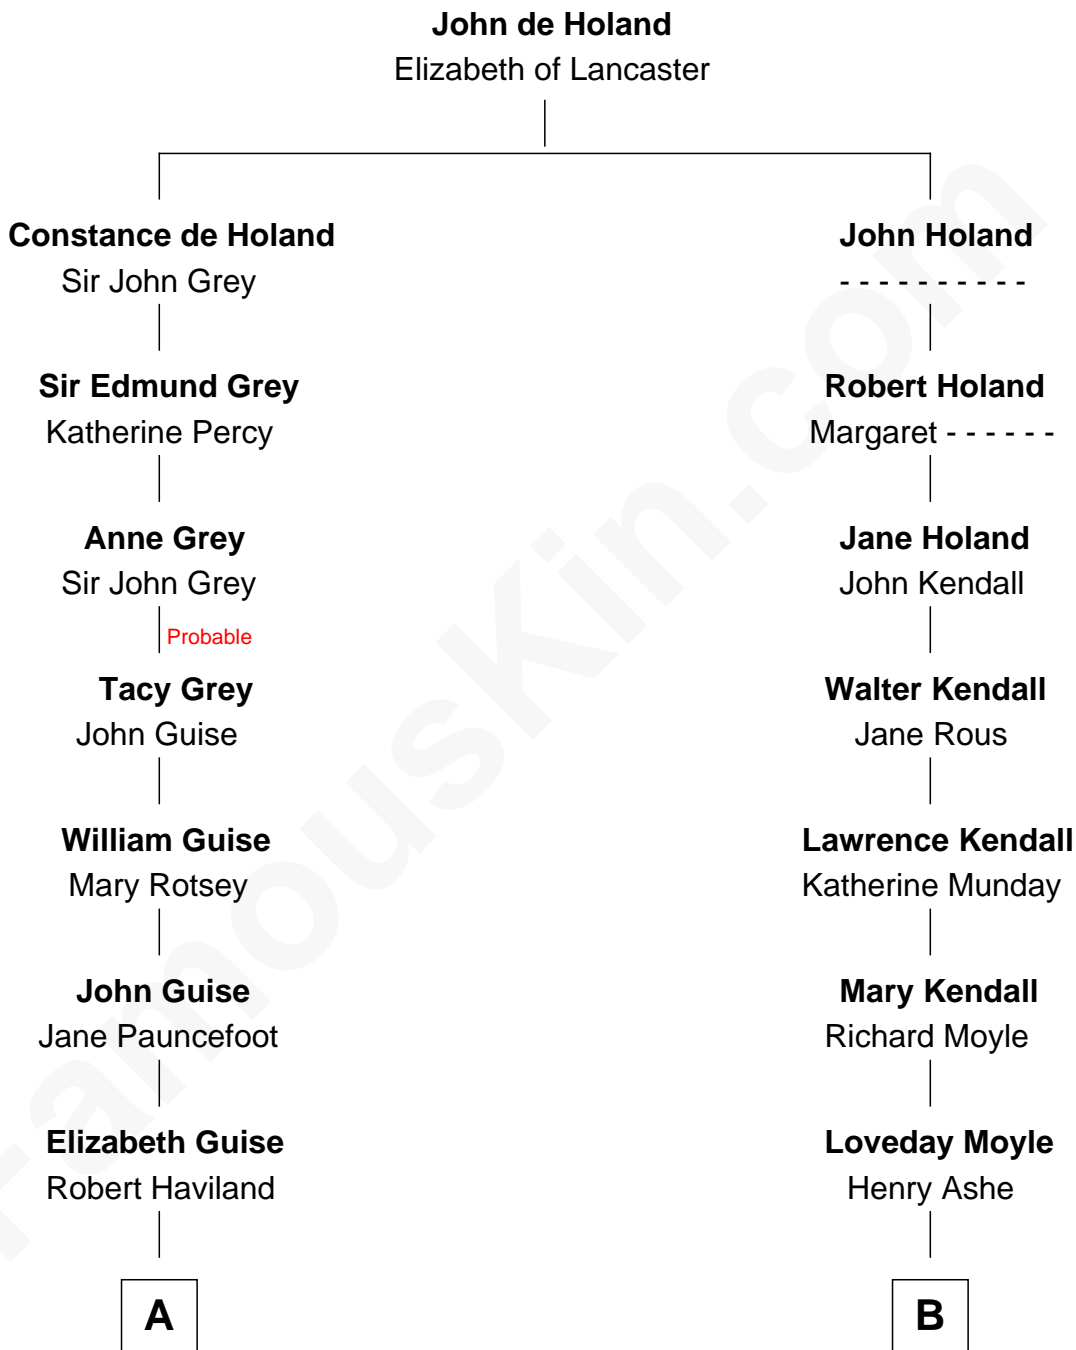 John de Holand
Elizabeth of Lancaster
Constance de Holand
Sir John Grey
John Holand
- - - - - - - - - -
Sir Edmund Grey
Katherine Percy
Robert Holand
Margaret - - - - - -
Anne Grey
Sir John Grey
Jane Holand
John Kendall
Probable
Tacy Grey
John Guise
Walter Kendall
Jane Rous
William Guise
Mary Rotsey
Lawrence Kendall
Katherine Munday
John Guise
Jane Pauncefoot
Mary Kendall
Richard Moyle
Elizabeth Guise
Robert Haviland
Loveday Moyle
Henry Ashe
A
B
FamousKin.com